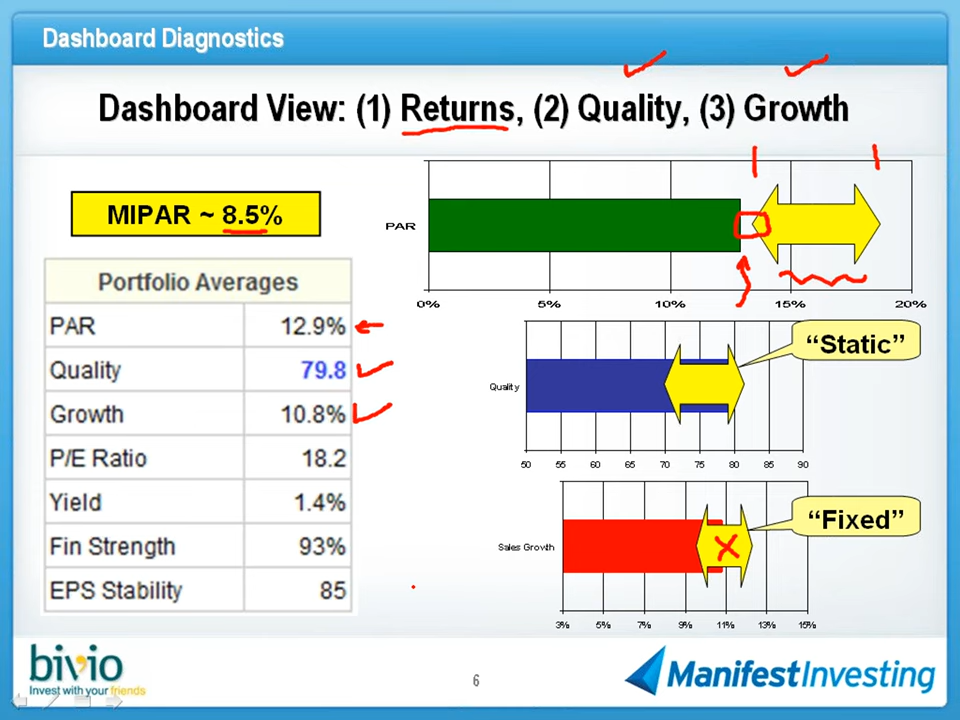 Dashboard Diagnostics
Dashboard View: (1) Returns, (2) Quality, (3) Growth
MIPAR ~ 8.5%
Portfolio Averages
PAR 12.9%
Quality 79.8
Growth 10.8%
P/E Ratio 18.2
Yield 1.4%
Fin Strength 93%
EPS Stability 85
PAR
0% 5% 10% 15% 20%
"Static"
Quality
50 55 60 65 70 75 80 85 90
"Fixed"
Sales Growth
3% 5% 7% 9% 11% 13% 15%
bivio
Invest with your friends
6
ManifestInvesting